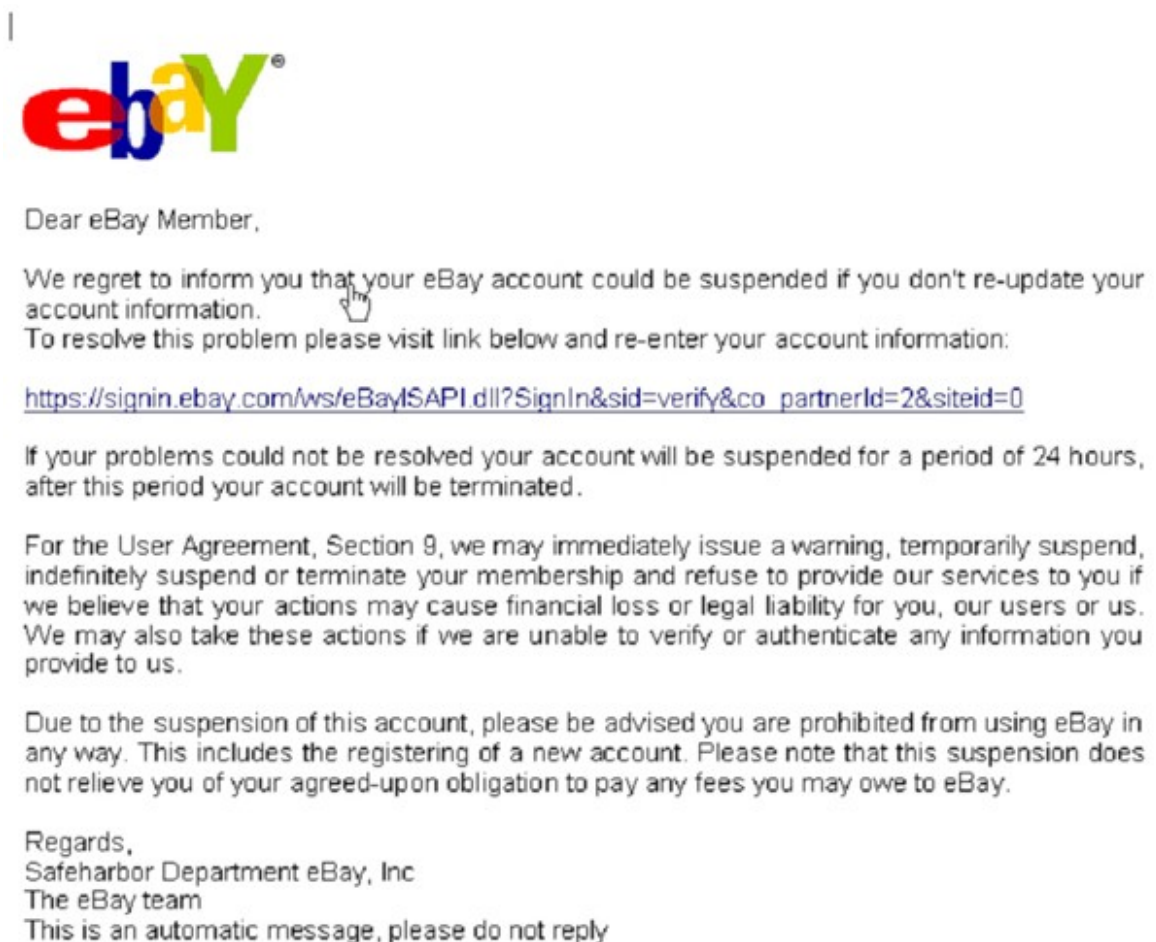 ebaY®
Dear eBay Member,
We regret to inform you that your eBay account could be suspended if you don't re-update your
account information.
To resolve this problem please visit link below and re-enter your account information:
https://signin.ebay.com/ws/eBayISAPI.dll?SignIn&sid=verify&co_partnerId=2&siteid=0
If your problems could not be resolved your account will be suspended for a period of 24 hours,
after this period your account will be terminated.
For the User Agreement, Section 9, we may immediately issue a warning, temporarily suspend,
indefinitely suspend or terminate your membership and refuse to provide our services to you if
we believe that your actions may cause financial loss or legal liability for you, our users or us.
We may also take these actions if we are unable to verify or authenticate any information you
provide to us.
Due to the suspension of this account, please be advised you are prohibited from using eBay in
any way. This includes the registering of a new account. Please note that this suspension does
not relieve you of your agreed-upon obligation to pay any fees you may owe to eBay.
Regards,
Safeharbor Department eBay, Inc
The eBay team
This is an automatic message, please do not reply